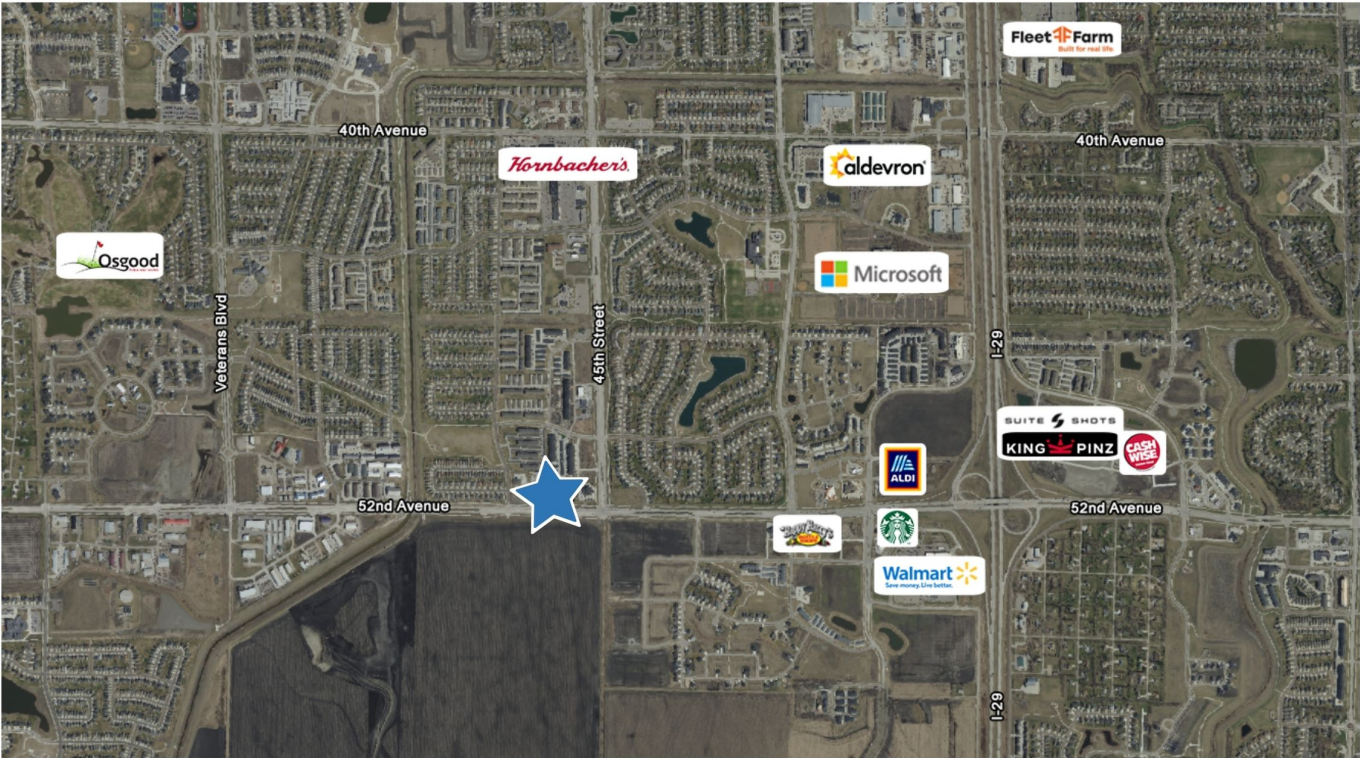 Fleet Farm
Built for real life.
40th Avenue
40th Avenue
Hornbacher's.
aldevron
Osgood
Microsoft
Veterans Blvd
45th Street
I-29
SUITE SHOTS
KING PINZ
CASH
WISE
ALDI
52nd Avenue
52nd Avenue
Walmart
Save money. Live better.
I-29